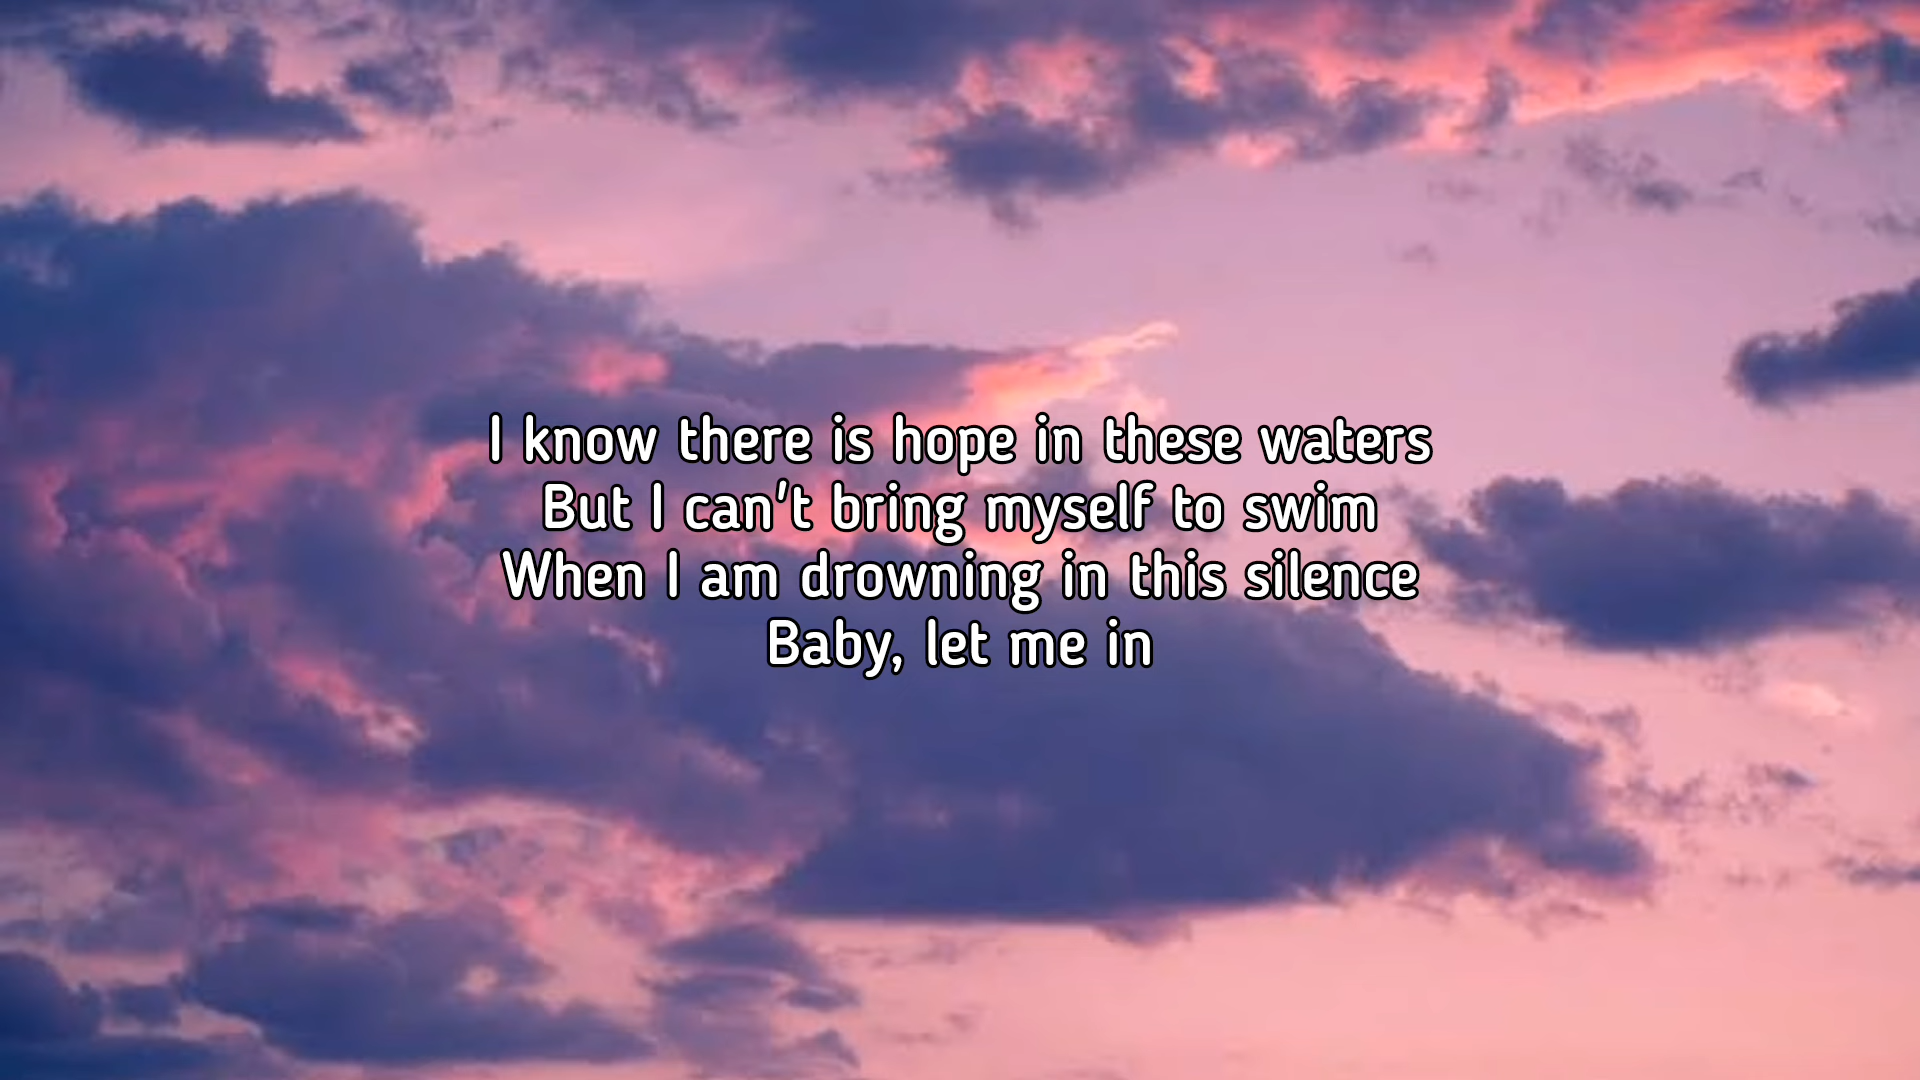 I know there is hope in these waters
But I can't bring myself to swim
When I am drowning in this silence
Baby, let me in